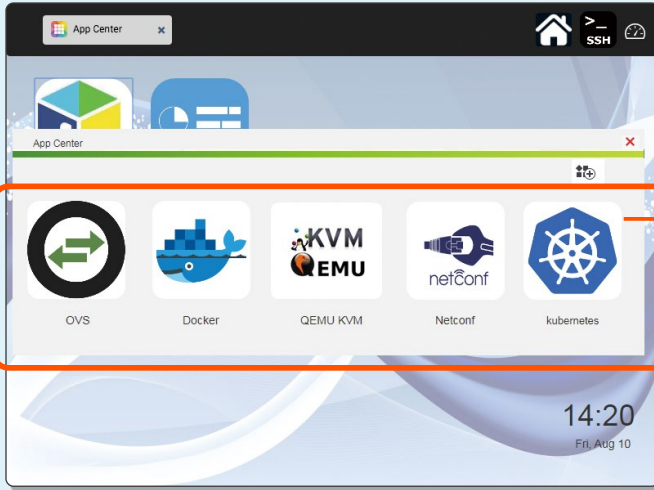 App Center
>_
SSH
App Center
KVM
QEMU
netconf
OVS
Docker
QEMU KVM
Netconf
kubernetes
14:20
Fri, Aug 10